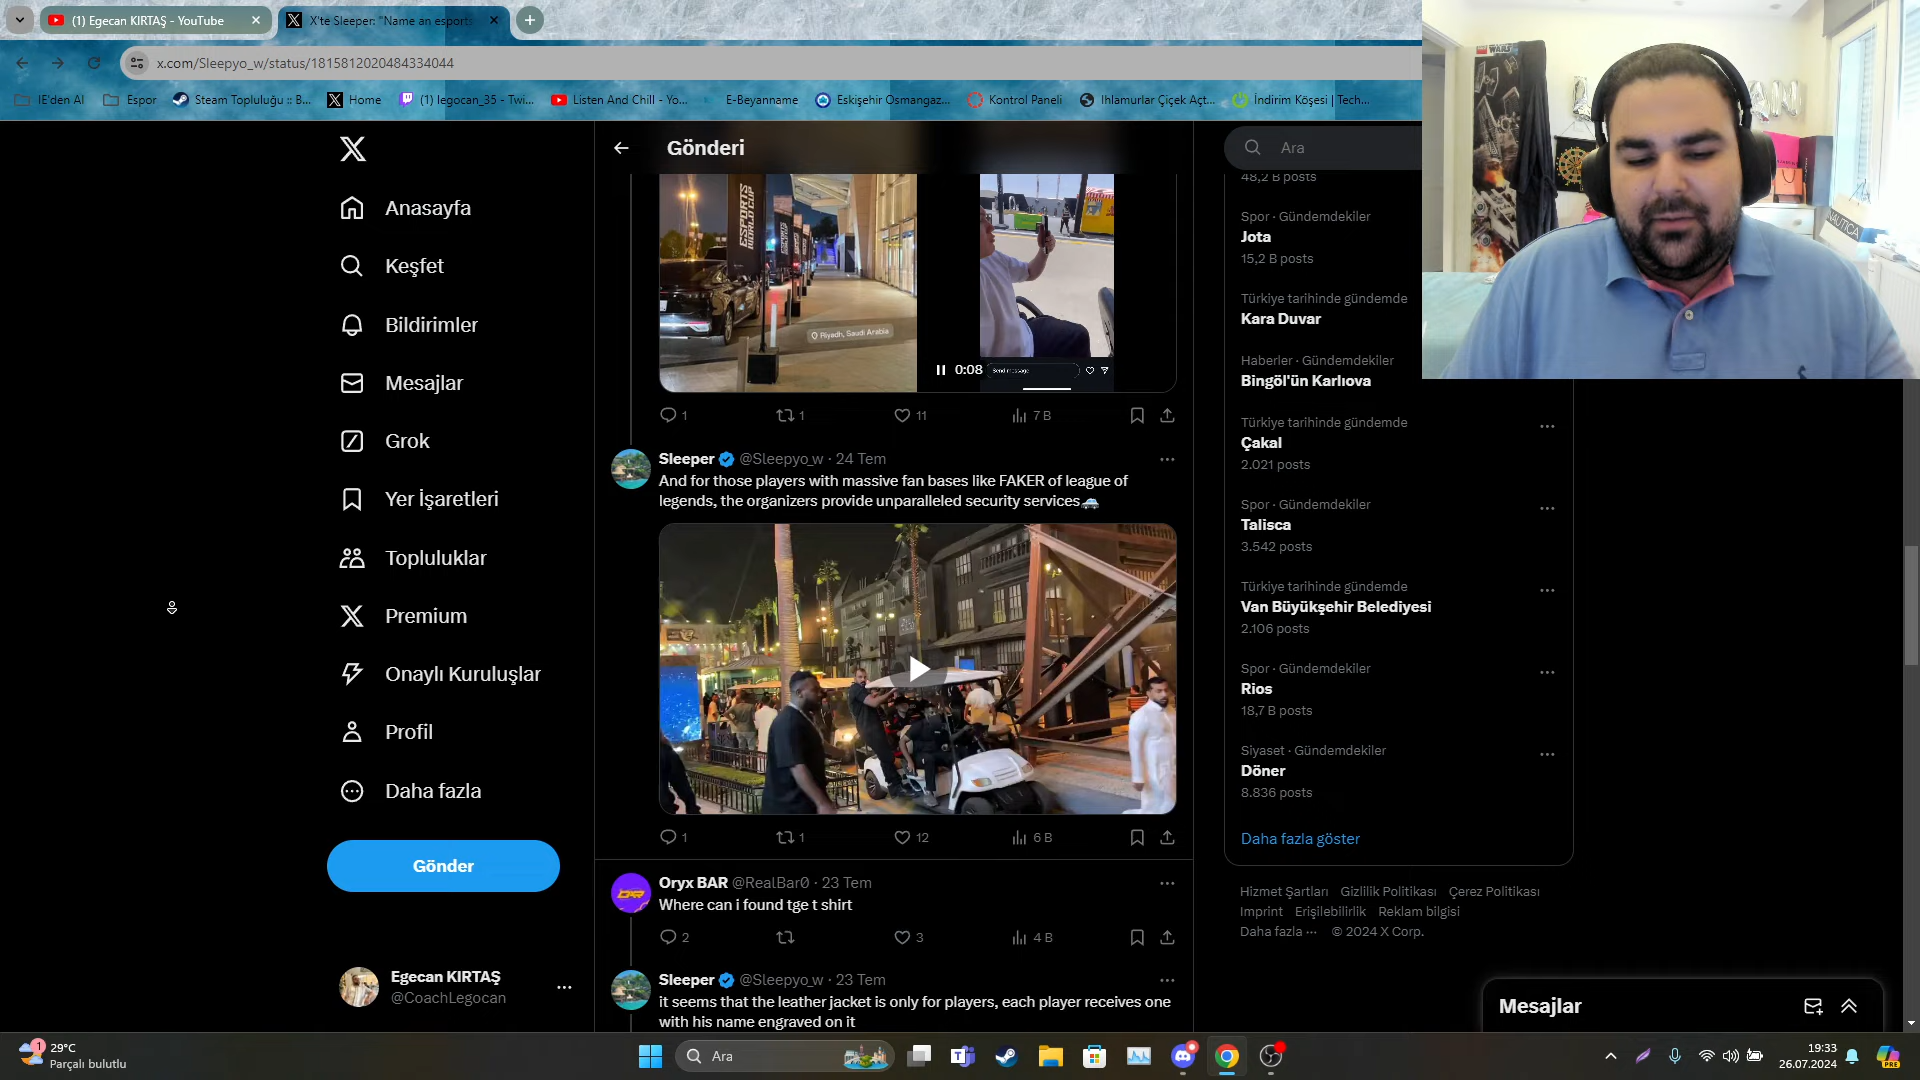 (1) Egecan KIRTAŞ - YouTube
X'te Sleeper: "Name an esports
x.com/Sleepyo_w/status/1815812020484334044
IE'den Al
Espor
Steam Topluluğu :: B...
Home
(1) legocan_35 - Twi...
Listen And Chill - Yo...
E-Beyanname
Eskişehir Osmangaz...
Kontrol Paneli
Ihlamurlar Çiçek Açt...
İndirim Köşesi | Tech...
Anasayfa
Keşfet
Bildirimler
Mesajlar
Grok
Yer İşaretleri
Topluluklar
Premium
Onaylı Kuruluşlar
Profil
Daha fazla
Gönder
Egecan KIRTAŞ
@CoachLegocan
Gönderi
ESPORTS
WORLD CUP
Riyadh, Saudi Arabia
0:08
Send message
1
1
11
7 B
Sleeper @Sleepyo_w · 24 Tem
And for those players with massive fan bases like FAKER of league of
legends, the organizers provide unparalleled security services🚓
1
1
12
6 B
Oryx BAR @RealBar0 · 23 Tem
Where can i found tge t shirt
2
3
4 B
Sleeper @Sleepyo_w · 23 Tem
it seems that the leather jacket is only for players, each player receives one
with his name engraved on it
Ara
48,2 B posts
Spor · Gündemdekiler
Jota
15,2 B posts
Türkiye tarihinde gündemde
Kara Duvar
Haberler · Gündemdekiler
Bingöl'ün Karlıova
Türkiye tarihinde gündemde
Çakal
2.021 posts
Spor · Gündemdekiler
Talisca
3.542 posts
Türkiye tarihinde gündemde
Van Büyükşehir Belediyesi
2.106 posts
Spor · Gündemdekiler
Rios
18,7 B posts
Siyaset · Gündemdekiler
Döner
8.836 posts
Daha fazla göster
Hizmet Şartları Gizlilik Politikası Çerez Politikası
Imprint Erişilebilirlik Reklam bilgisi
Daha fazla ··· © 2024 X Corp.
Mesajlar
NAUTICA
1
29°C
Parçalı bulutlu
Ara
19:33
26.07.2024
PRE